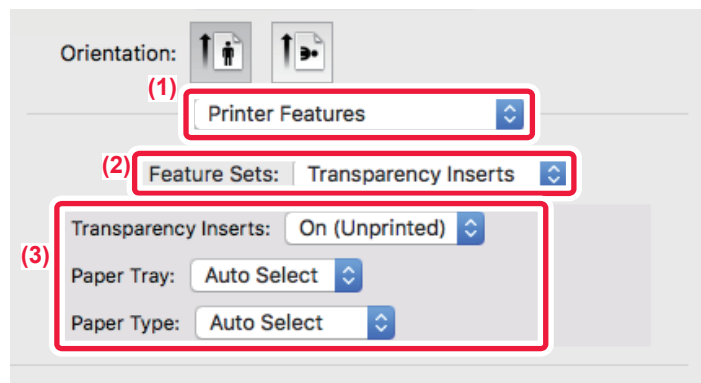 Orientation:
(1)
Printer Features
(2)
Feature Sets: Transparency Inserts
(3)
Transparency Inserts: On (Unprinted)
Paper Tray: Auto Select
Paper Type: Auto Select